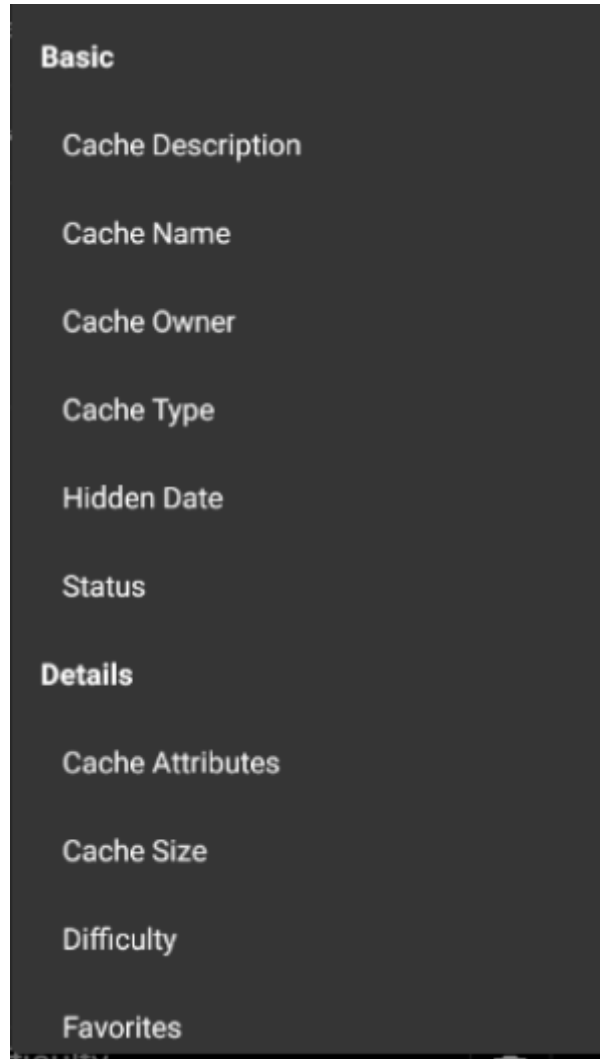 Basic
Cache Description
Cache Name
Cache Owner
Cache Type
Hidden Date
Status
Details
Cache Attributes
Cache Size
Difficulty
Favorites